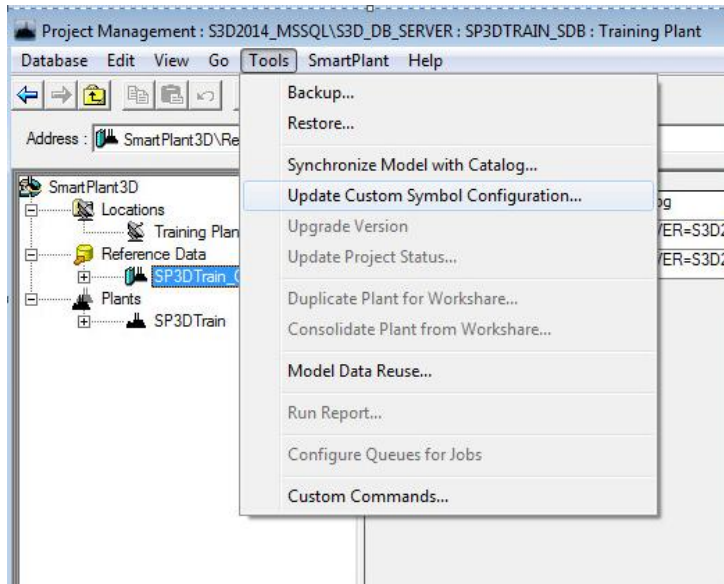 Project Management : S3D2014_MSSQL\S3D_DB_SERVER : SP3DTRAIN_SDB : Training Plant
Database Edit View Go Tools SmartPlant Help
Address : SmartPlant3D\Re
Backup...
Restore...
Synchronize Model with Catalog...
Update Custom Symbol Configuration...
Upgrade Version
Update Project Status...
Duplicate Plant for Workshare...
Consolidate Plant from Workshare...
Model Data Reuse...
Run Report...
Configure Queues for Jobs
Custom Commands...
SmartPlant3D
Locations
Training Plan
Reference Data
SP3DTrain_
Plants
SP3DTrain
og
VER=S3D2
VER=S3D2